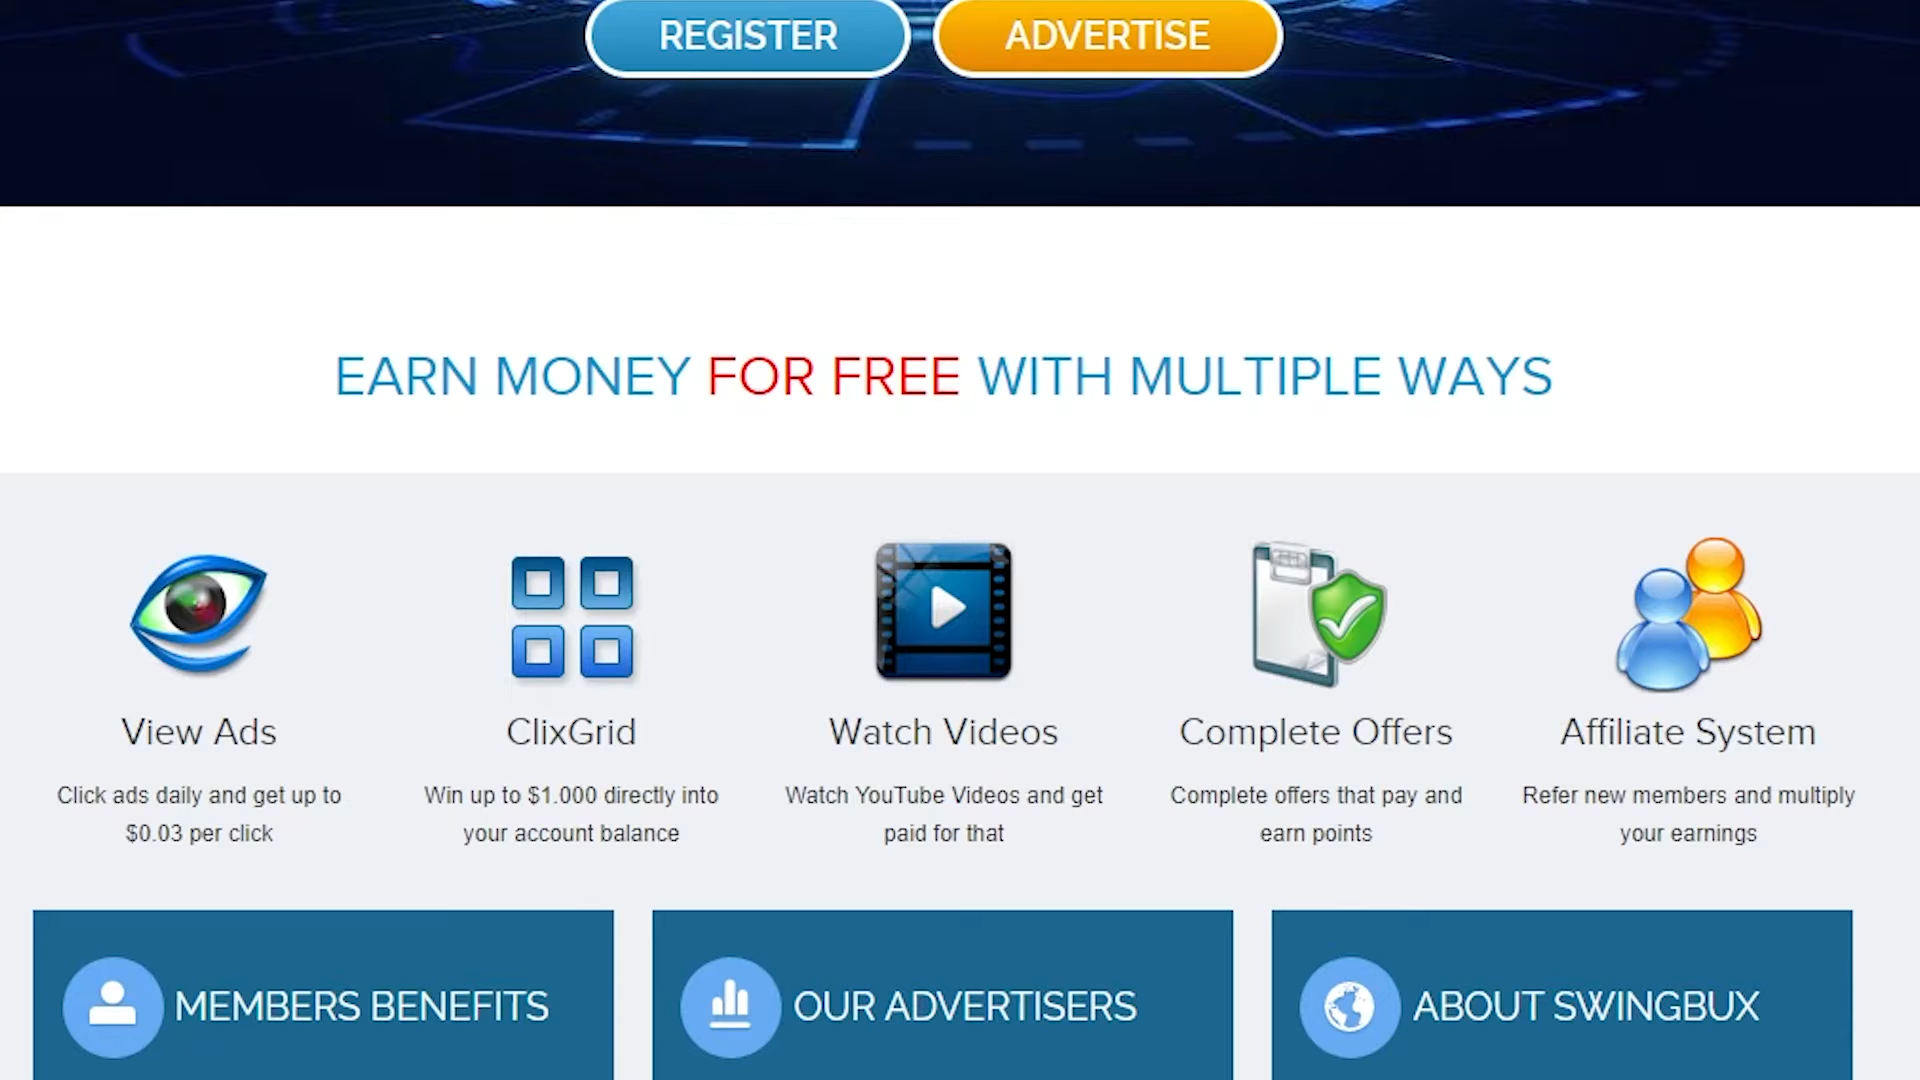 REGISTER
ADVERTISE
EARN MONEY FOR FREE WITH MULTIPLE WAYS
View Ads
Click ads daily and get up to
$0.03 per click
ClixGrid
Win up to $1.000 directly into
your account balance
Watch Videos
Watch YouTube Videos and get
paid for that
Complete Offers
Complete offers that pay and
earn points
Affiliate System
Refer new members and multiply
your earnings
MEMBERS BENEFITS
OUR ADVERTISERS
ABOUT SWINGBUX